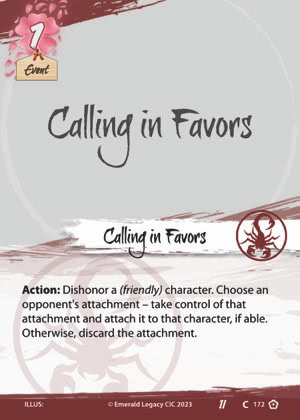 1
Event
Calling in Favors
Calling in Favors
Action: Dishonor a (friendly) character. Choose an
opponent's attachment – take control of that
attachment and attach it to that character, if able.
Otherwise, discard the attachment.
ILLUS: © Emerald Legacy CIC 2023 C 172